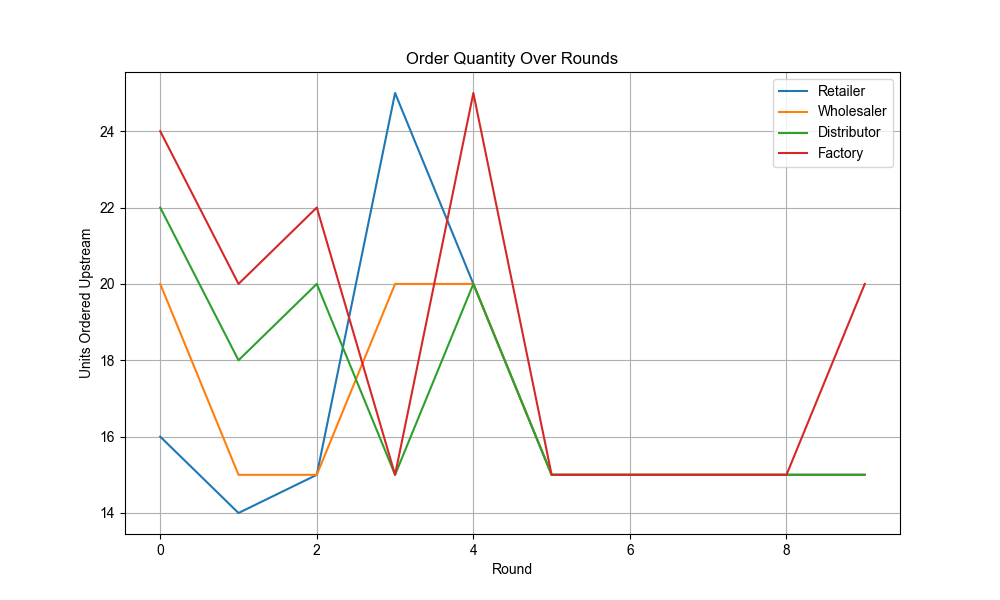 Order Quantity Over Rounds
Retailer
Wholesaler
Distributor
Factory
Units Ordered Upstream
24
22
20
18
16
14
0 2 4 6 8
Round